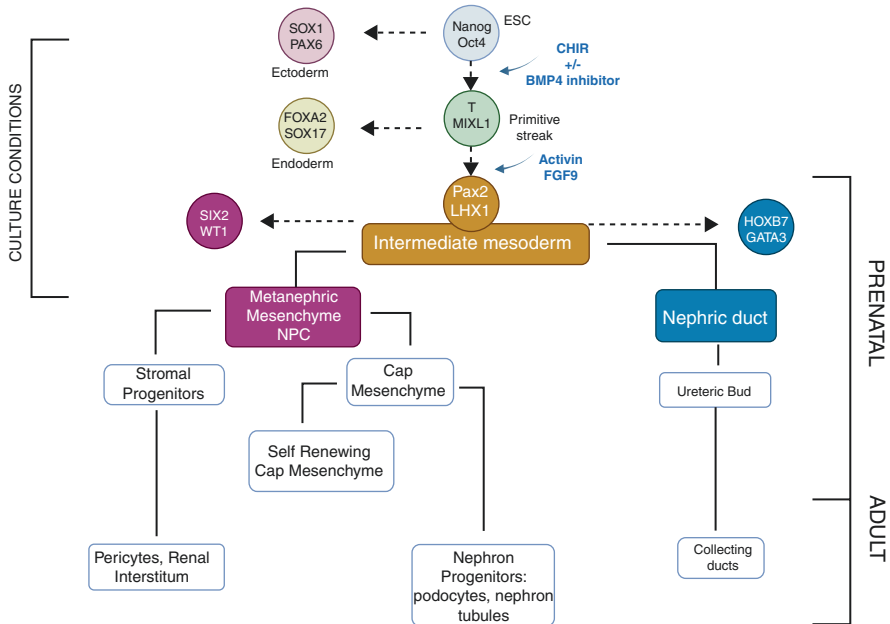 SOX1
PAX6
Ectoderm
Nanog
Oct4
ESC
CHIR
+/-
BMP4 inhibitor
FOXA2
SOX17
Endoderm
T
MIXL1
Primitive
streak
Activin
FGF9
CULTURE CONDITIONS
SIX2
WT1
Pax2
LHX1
Intermediate mesoderm
HOXB7
GATA3
PRENATAL
Metanephric
Mesenchyme
NPC
Nephric duct
Stromal
Progenitors
Cap
Mesenchyme
Ureteric Bud
Self Renewing
Cap Mesenchyme
ADULT
Pericytes, Renal
Interstitum
Nephron
Progenitors:
podocytes, nephron
tubules
Collecting
ducts